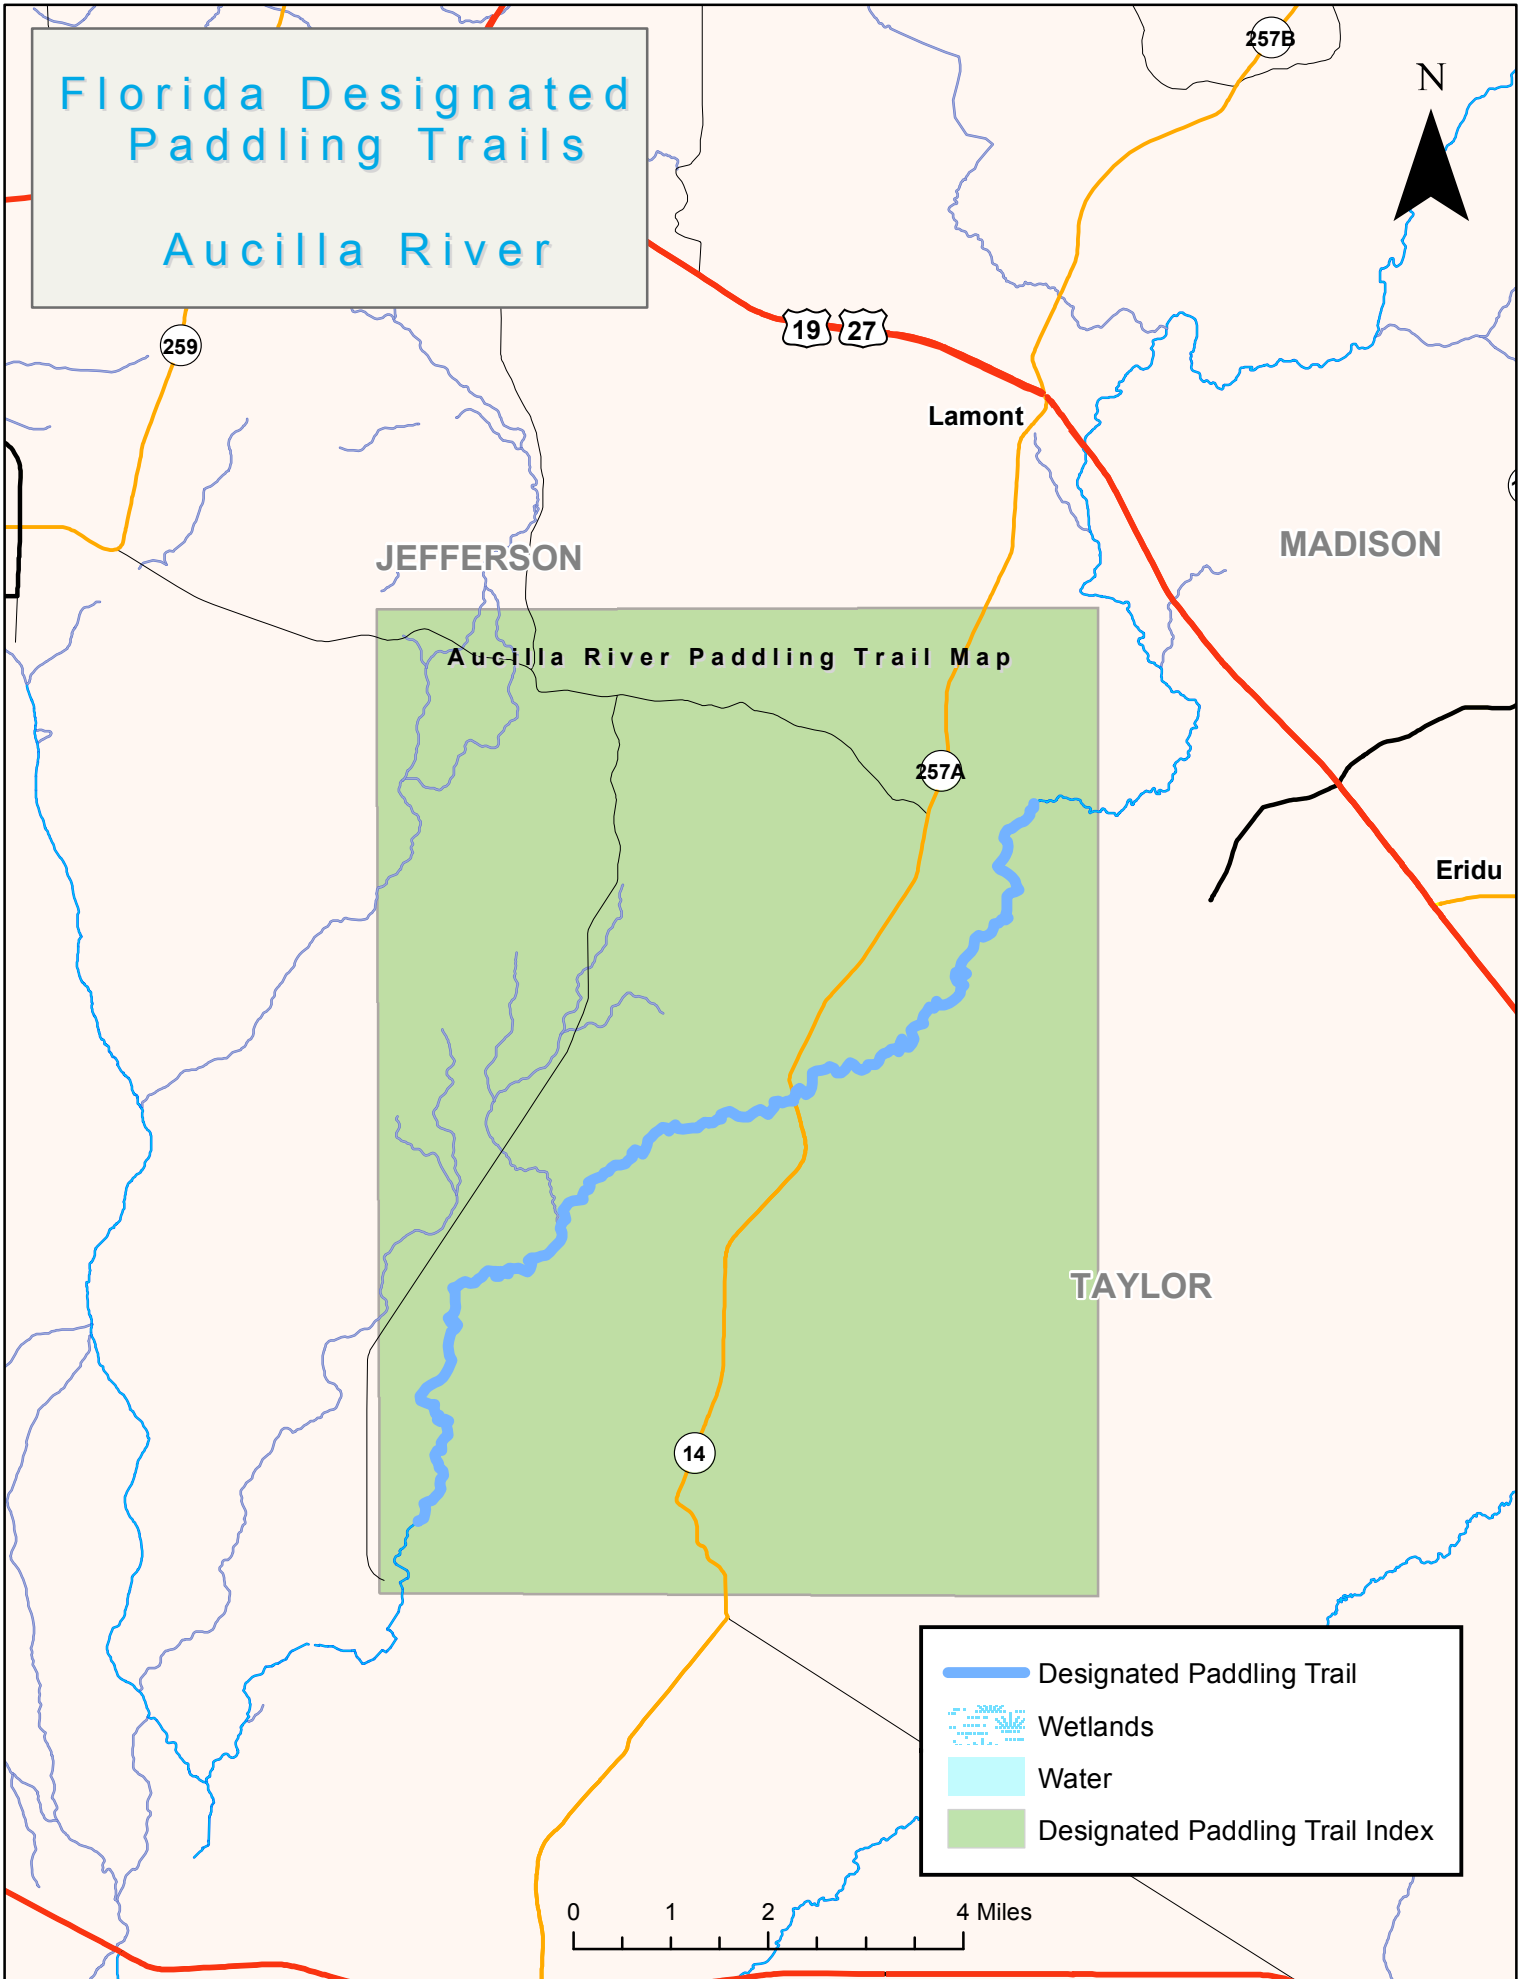 Florida Designated
Paddling Trails
Aucilla River
257B
N
19 27
259
Lamont
JEFFERSON
MADISON
Aucilla River Paddling Trail Map
257A
Eridu
TAYLOR
14
Designated Paddling Trail
Wetlands
Water
Designated Paddling Trail Index
0 1 2 4 Miles